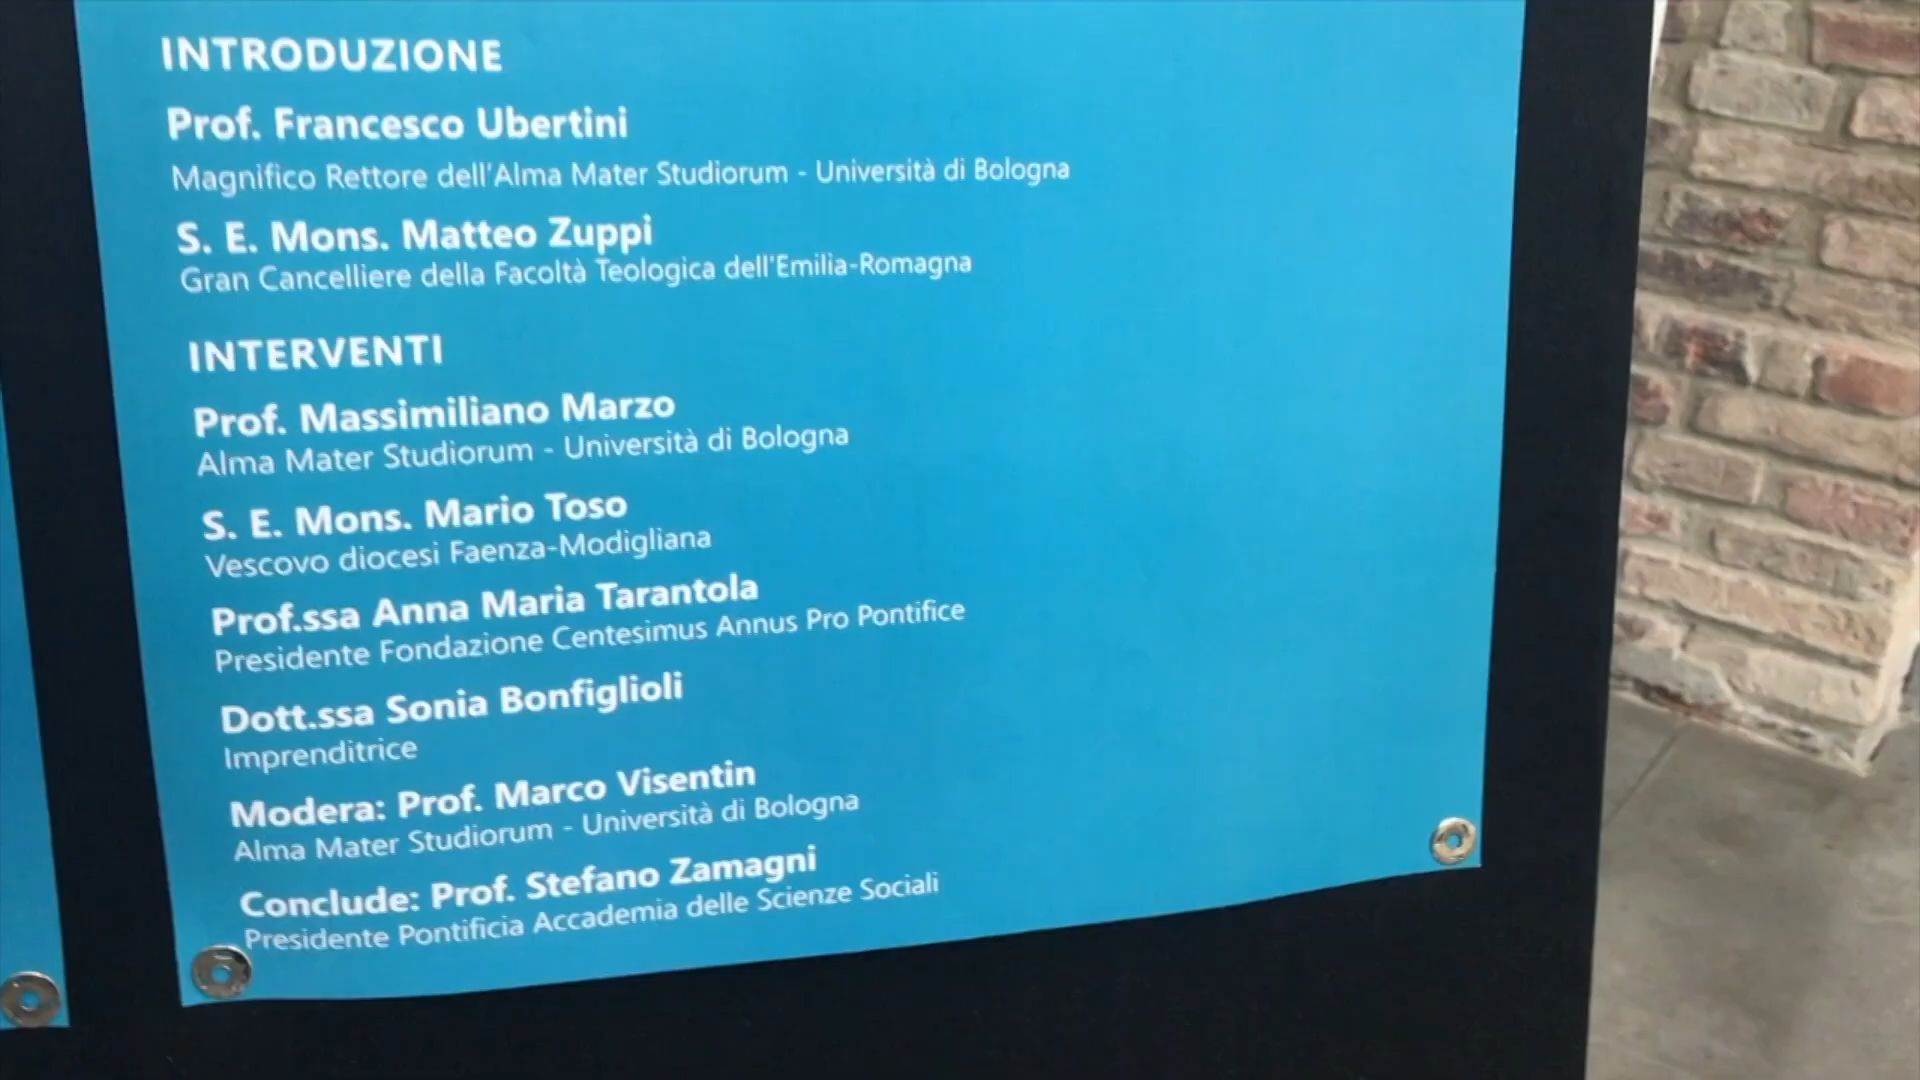 INTRODUZIONE
Prof. Francesco Ubertini
Magnifico Rettore dell'Alma Mater Studiorum - Università di Bologna
S. E. Mons. Matteo Zuppi
Gran Cancelliere della Facoltà Teologica dell'Emilia-Romagna
INTERVENTI
Prof. Massimiliano Marzo
Alma Mater Studiorum - Università di Bologna
S. E. Mons. Mario Toso
Vescovo diocesi Faenza-Modigliana
Prof.ssa Anna Maria Tarantola
Presidente Fondazione Centesimus Annus Pro Pontifice
Dott.ssa Sonia Bonfiglioli
Imprenditrice
Modera: Prof. Marco Visentin
Alma Mater Studiorum - Università di Bologna
Conclude: Prof. Stefano Zamagni
Presidente Pontificia Accademia delle Scienze Sociali